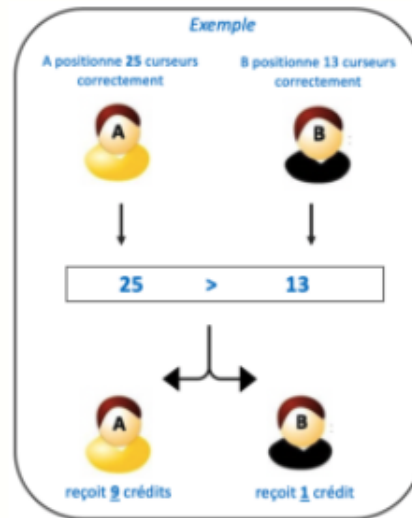 Exemple
A positionne 25 curseurs correctement
B positionne 13 curseurs correctement
A
B
25 > 13
A
B
reçoit 9 crédits
reçoit 1 crédit